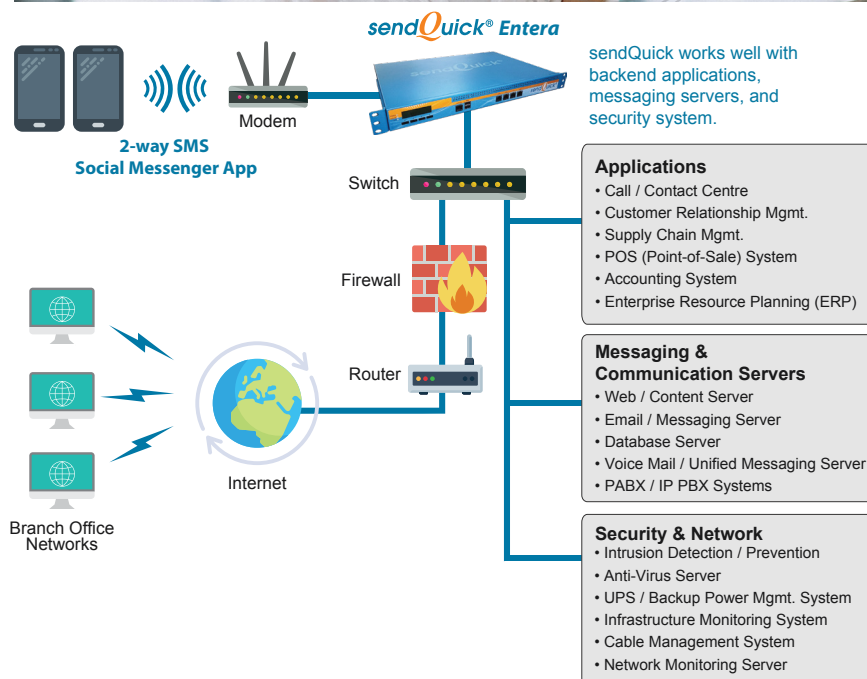 sendQuick® Entera
sendQuick
sendQuick works well with
backend applications,
messaging servers, and
security system.
Modem
2-way SMS
Social Messenger App
Switch
Firewall
Router
Internet
Branch Office
Networks
Applications
• Call / Contact Centre
• Customer Relationship Mgmt.
• Supply Chain Mgmt.
• POS (Point-of-Sale) System
• Accounting System
• Enterprise Resource Planning (ERP)
Messaging &
Communication Servers
• Web / Content Server
• Email / Messaging Server
• Database Server
• Voice Mail / Unified Messaging Server
• PABX / IP PBX Systems
Security & Network
• Intrusion Detection / Prevention
• Anti-Virus Server
• UPS / Backup Power Mgmt. System
• Infrastructure Monitoring System
• Cable Management System
• Network Monitoring Server